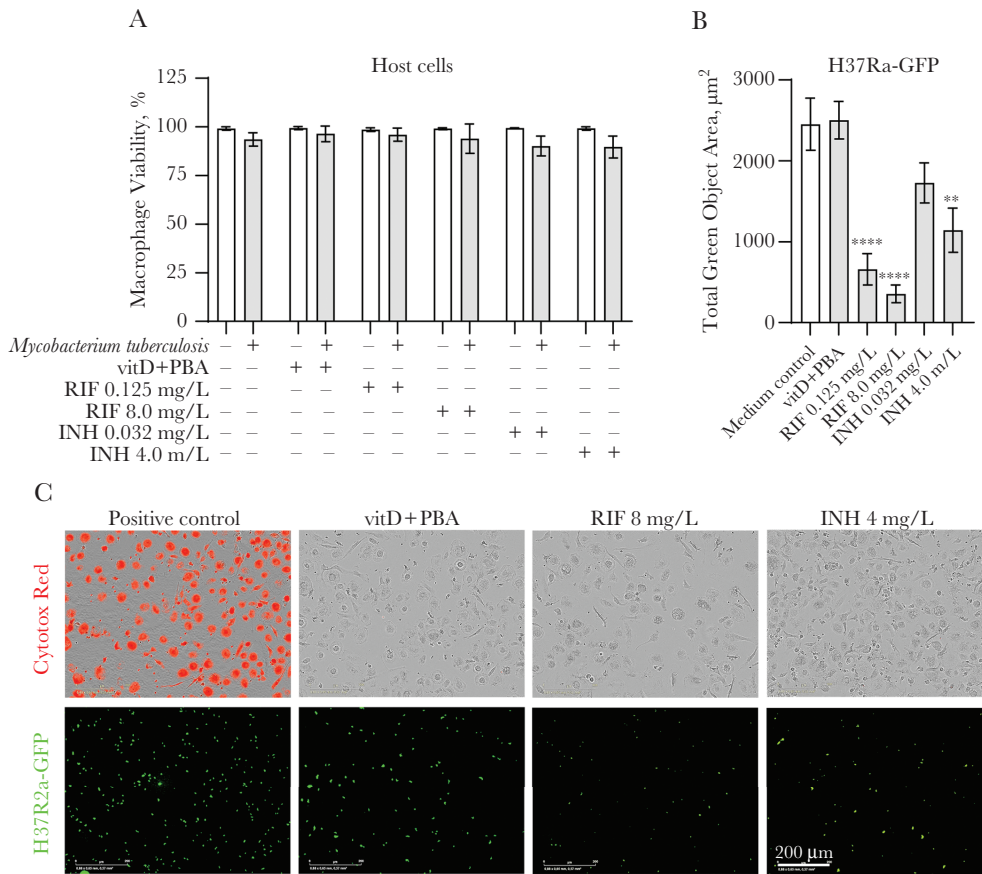 A
Host cells
Macrophage Viability, %
125
100
75
50
25
0
Mycobacterium tuberculosis – + – + – + – + – + – +
vitD+PBA – – + + – – – – – – – –
RIF 0.125 mg/L – – – – + + – – – – – –
RIF 8.0 mg/L – – – – – – + + – – – –
INH 0.032 mg/L – – – – – – – – + + – –
INH 4.0 m/L – – – – – – – – – – + +
B
H37Ra-GFP
Total Green Object Area, μm²
3000
2000
1000
0
****
****
**
Medium control
vitD+PBA
RIF 0.125 mg/L
RIF 8.0 mg/L
INH 0.032 mg/L
INH 4.0 m/L
C
Positive control vitD+PBA RIF 8 mg/L INH 4 mg/L
Cytotox Red
H37R2a-GFP
200 μm